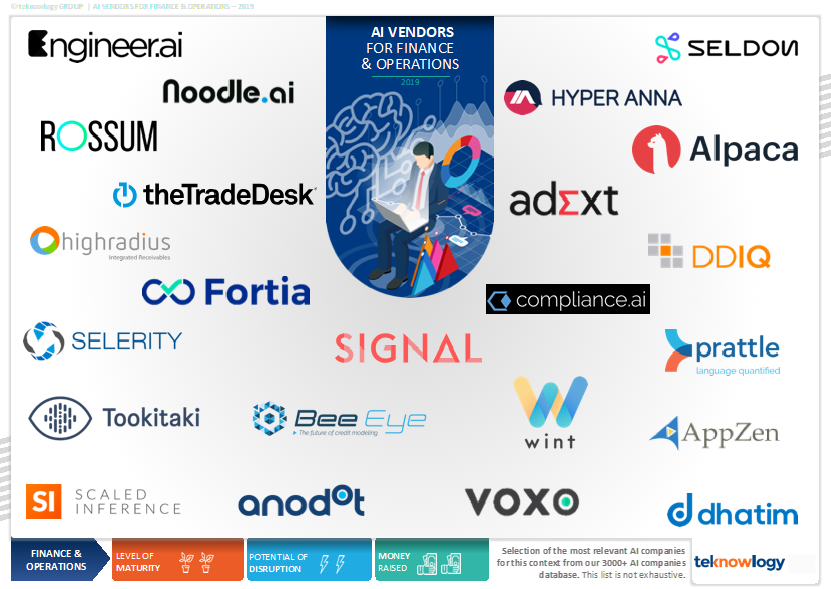 ©teknowlogy GROUP | AI VENDORS FOR FINANCE & OPERATIONS – 2019
AI VENDORS
FOR FINANCE
& OPERATIONS
2019
Engineer.ai
SELDON
Noodle.ai
HYPER ANNA
ROSSUM
Alpaca
theTradeDesk
adext
highradius
Integrated Receivables
DDIQ
Fortia
compliance.ai
SELERITY
SIGNAL
prattle
language quantified
Tookitaki
Bee Eye
The future of credit modeling
wint
AppZen
SI SCALED
INFERENCE
anodot
VOXO
dhatim
FINANCE &
OPERATIONS
LEVEL OF
MATURITY
POTENTIAL OF
DISRUPTION
MONEY
RAISED
Selection of the most relevant AI companies
for this context from our 3000+ AI companies
database. This list is not exhaustive.
teknowlogy